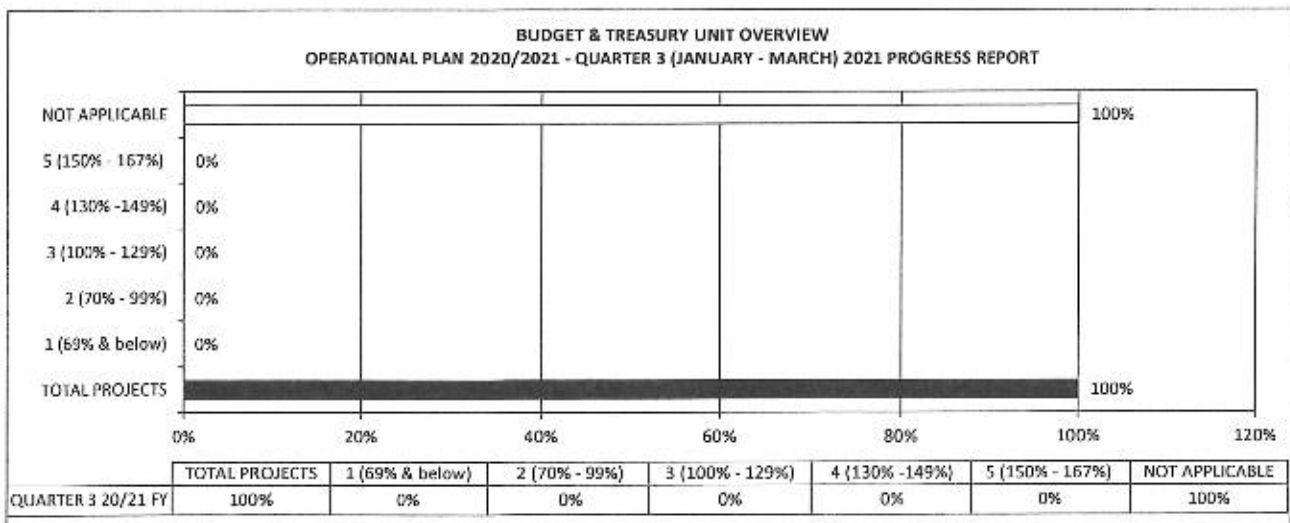 BUDGET & TREASURY UNIT OVERVIEW
OPERATIONAL PLAN 2020/2021 - QUARTER 3 (JANUARY - MARCH) 2021 PROGRESS REPORT
NOT APPLICABLE 100%
5 (150% - 167%) 0%
4 (130% -149%) 0%
3 (100% - 129%) 0%
2 (70% - 99%) 0%
1 (69% & below) 0%
TOTAL PROJECTS 100%
0% 20% 40% 60% 80% 100% 120%
TOTAL PROJECTS 1 (69% & below) 2 (70% - 99%) 3 (100% - 129%) 4 (130% -149%) 5 (150% - 167%) NOT APPLICABLE
QUARTER 3 20/21 FY 100% 0% 0% 0% 0% 0% 100%